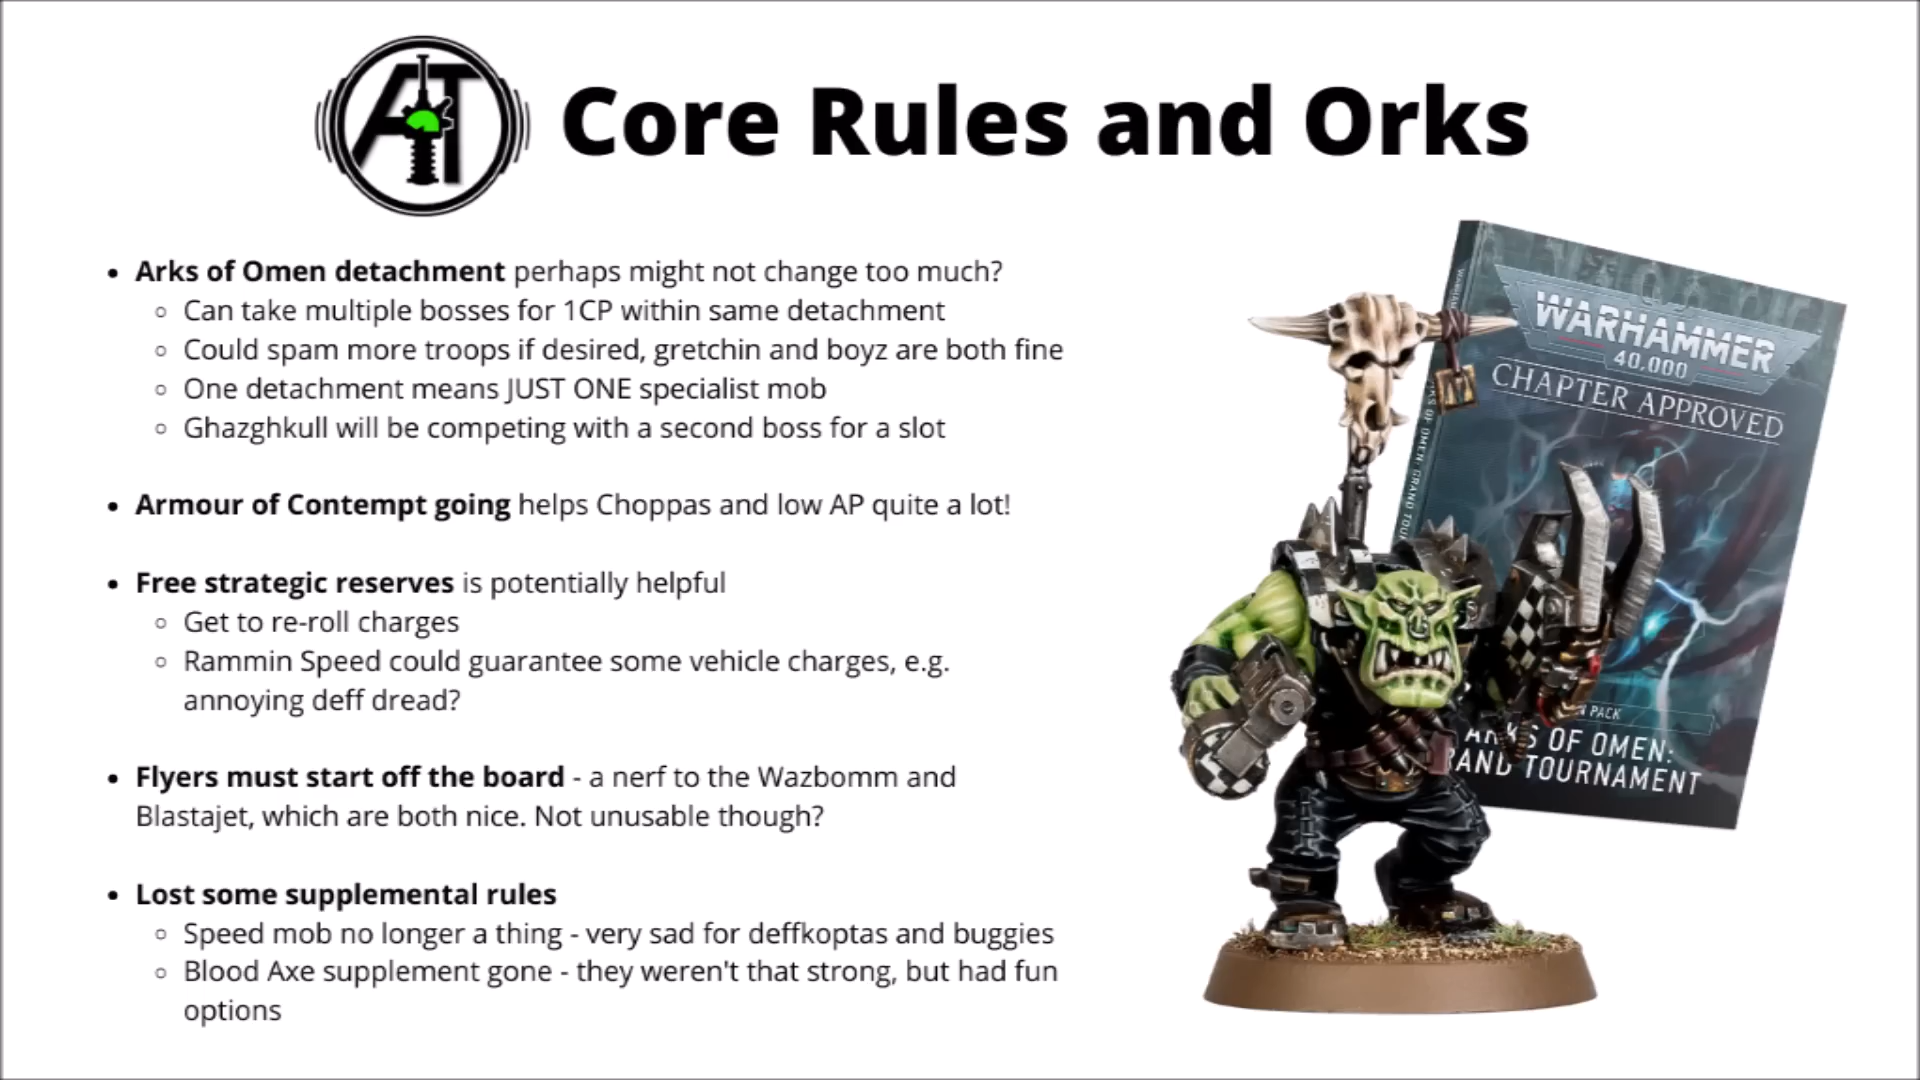 AT
Core Rules and Orks
• Arks of Omen detachment perhaps might not change too much?
◦ Can take multiple bosses for 1CP within same detachment
◦ Could spam more troops if desired, gretchin and boyz are both fine
◦ One detachment means JUST ONE specialist mob
◦ Ghazghkull will be competing with a second boss for a slot
• Armour of Contempt going helps Choppas and low AP quite a lot!
• Free strategic reserves is potentially helpful
◦ Get to re-roll charges
◦ Rammin Speed could guarantee some vehicle charges, e.g.
annoying deff dread?
• Flyers must start off the board - a nerf to the Wazbomm and
Blastajet, which are both nice. Not unusable though?
• Lost some supplemental rules
◦ Speed mob no longer a thing - very sad for deffkoptas and buggies
◦ Blood Axe supplement gone - they weren't that strong, but had fun
options
WARHAMMER
40,000
CHAPTER APPROVED
PACK
OF OMEN:
TOURNAMENT